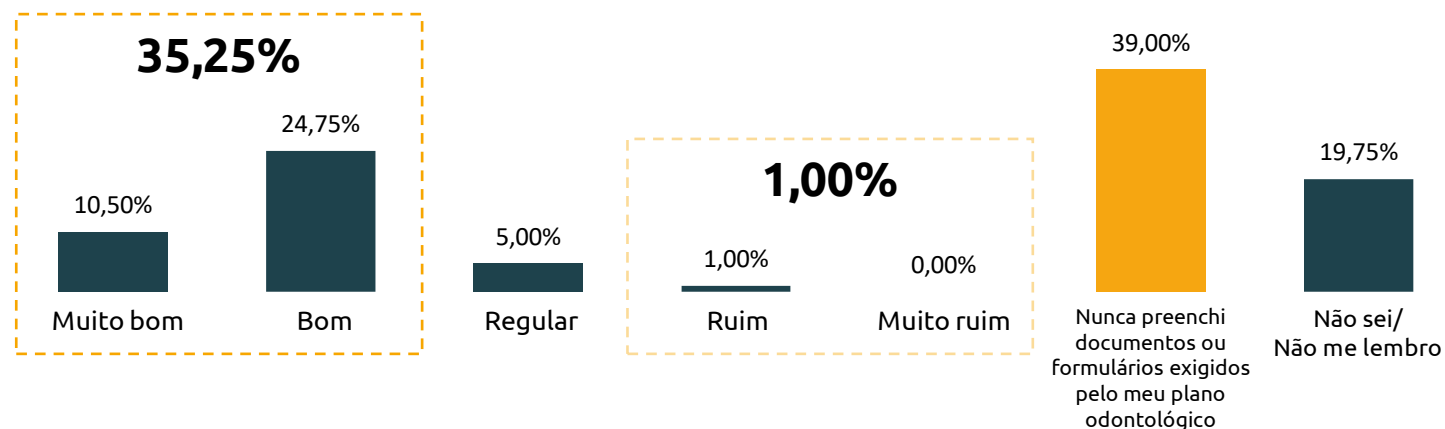 35,25%
10,50%
24,75%
5,00%
1,00%
1,00%
0,00%
39,00%
19,75%
Muito bom
Bom
Regular
Ruim
Muito ruim
Nunca preenchi
documentos ou
formulários exigidos
pelo meu plano
odontológico
Não sei/
Não me lembro